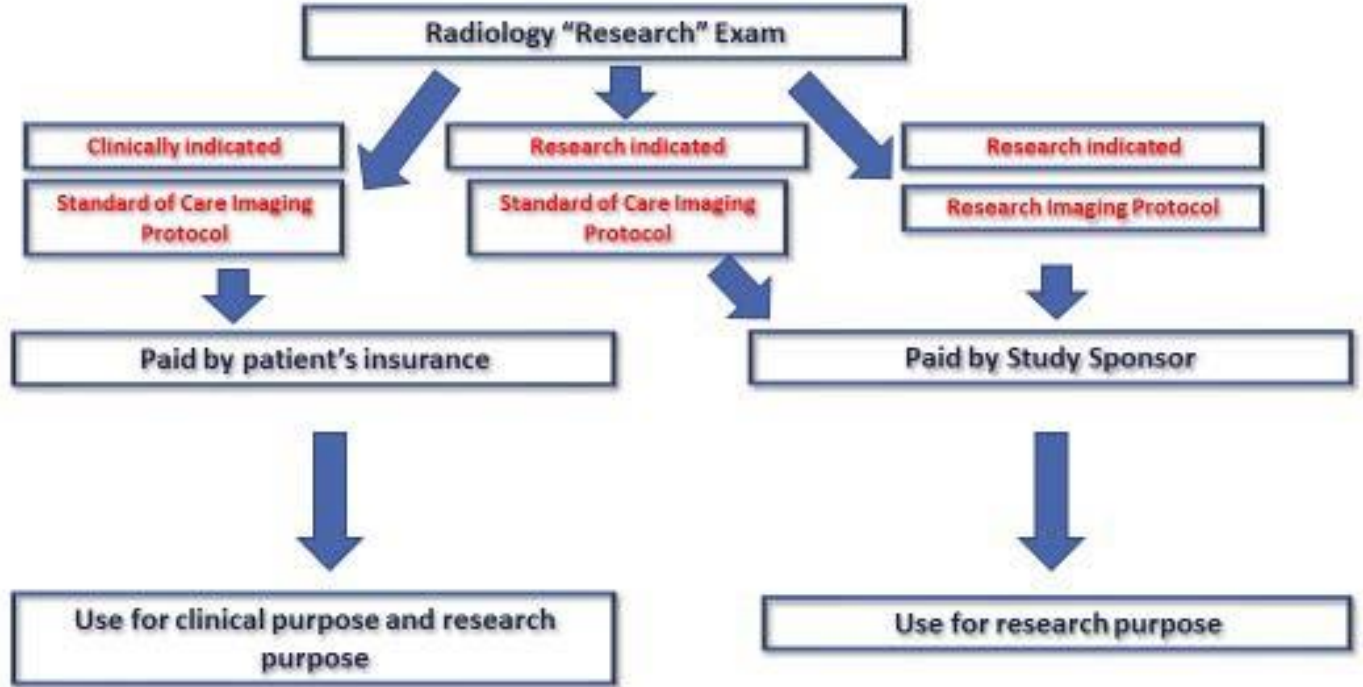 Radiology “Research” Exam
Clinically indicated
Research indicated
Research indicated
Standard of Care Imaging
Protocol
Standard of Care Imaging
Protocol
Research Imaging Protocol
Paid by patient’s insurance
Paid by Study Sponsor
Use for clinical purpose and research
purpose
Use for research purpose